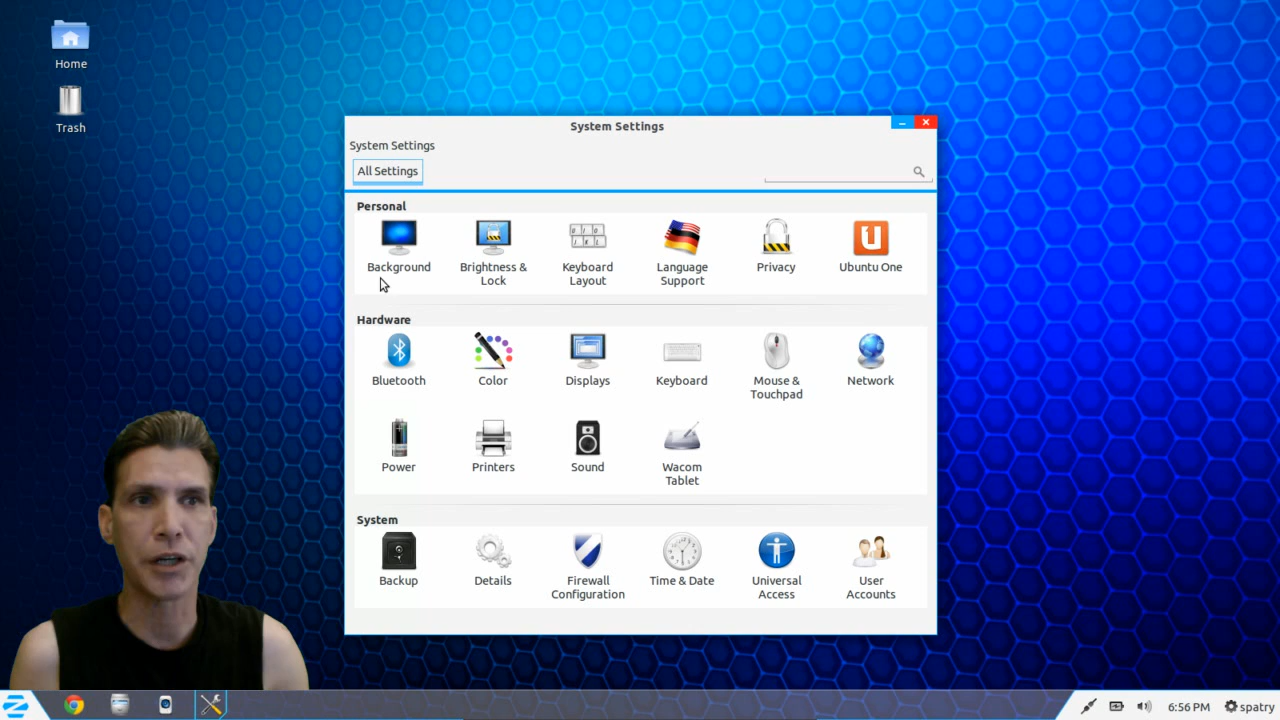 Home
Trash
System Settings
System Settings
All Settings
Personal
Background
Brightness &
Lock
Keyboard
Layout
Language
Support
Privacy
Ubuntu One
Hardware
Bluetooth
Color
Displays
Keyboard
Mouse &
Touchpad
Network
Power
Printers
Sound
Wacom
Tablet
System
Backup
Details
Firewall
Configuration
Time & Date
Universal
Access
User
Accounts
6:56 PM
spatry